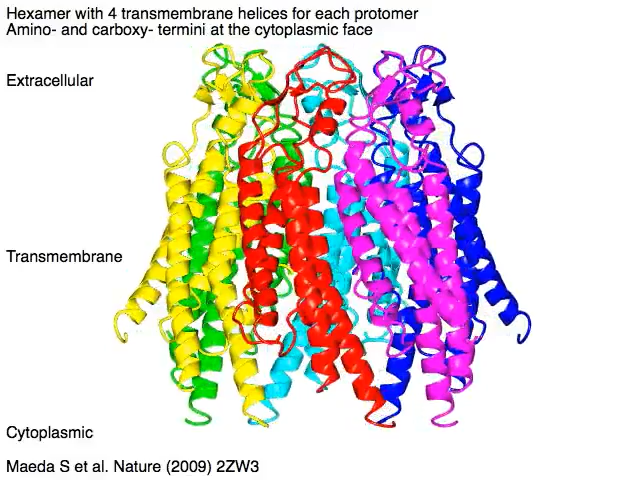 Hexamer with 4 transmembrane helices for each protomer
Amino- and carboxy- termini at the cytoplasmic face
Extracellular
Transmembrane
Cytoplasmic
Maeda S et al. Nature (2009) 2ZW3